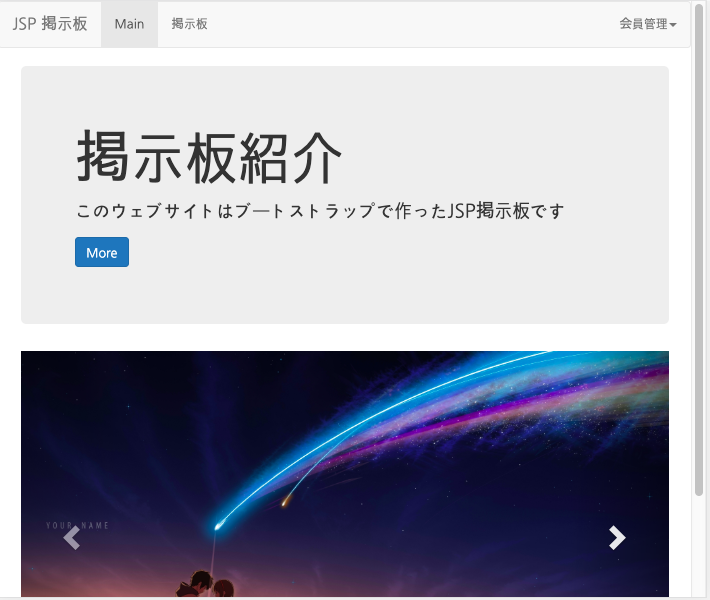 JSP 掲示板 Main 掲示板 会員管理
掲示板紹介
このウェブサイトはブ一トストラップで作ったJSP掲示板です
More
YOUR NAME